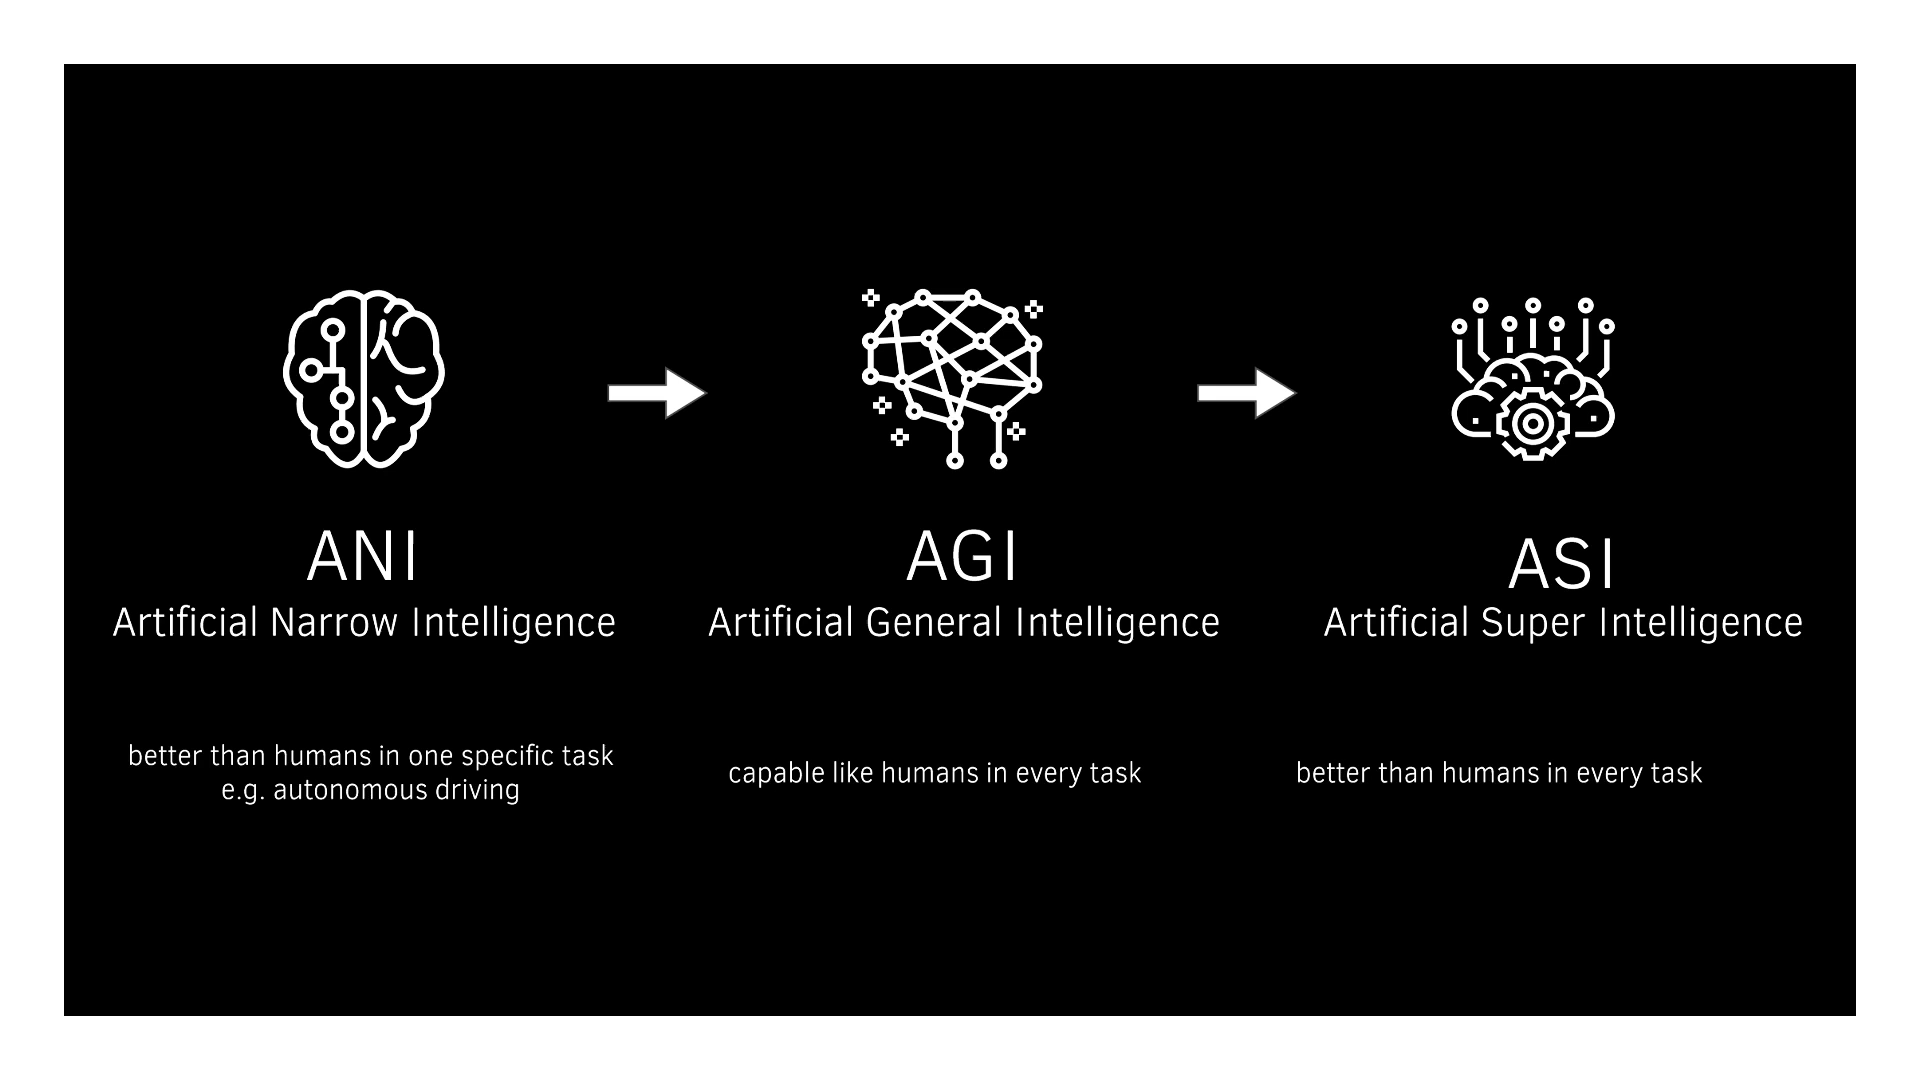 ANI
Artificial Narrow Intelligence
better than humans in one specific task
e.g. autonomous driving
AGI
Artificial General Intelligence
capable like humans in every task
ASI
Artificial Super Intelligence
better than humans in every task